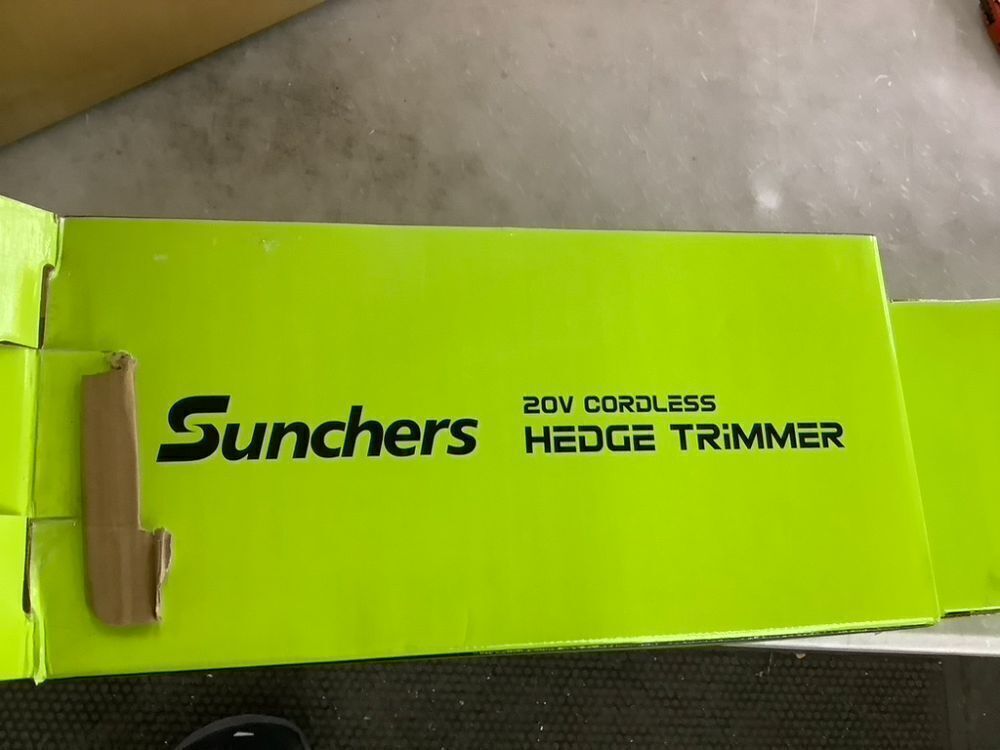 Sunchers
20V CORDLESS
HEDGE TRiMMER